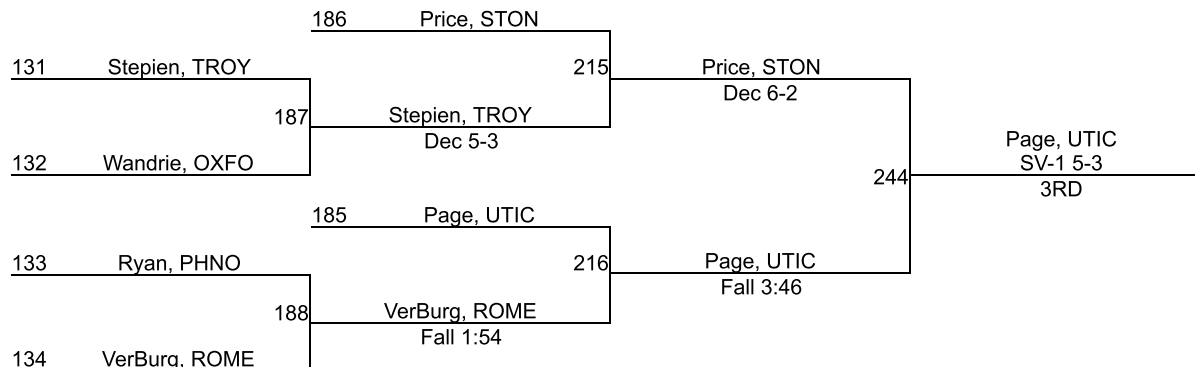 186 Price, STON
131 Stepien, TROY
215 Price, STON
Dec 6-2
187 Stepien, TROY
Dec 5-3
132 Wandrie, OXFO
244 Page, UTIC
SV-1 5-3
3RD
185 Page, UTIC
133 Ryan, PHNO
216 Page, UTIC
Fall 3:46
188 VerBurg, ROME
Fall 1:54
134 VerBurg, ROME